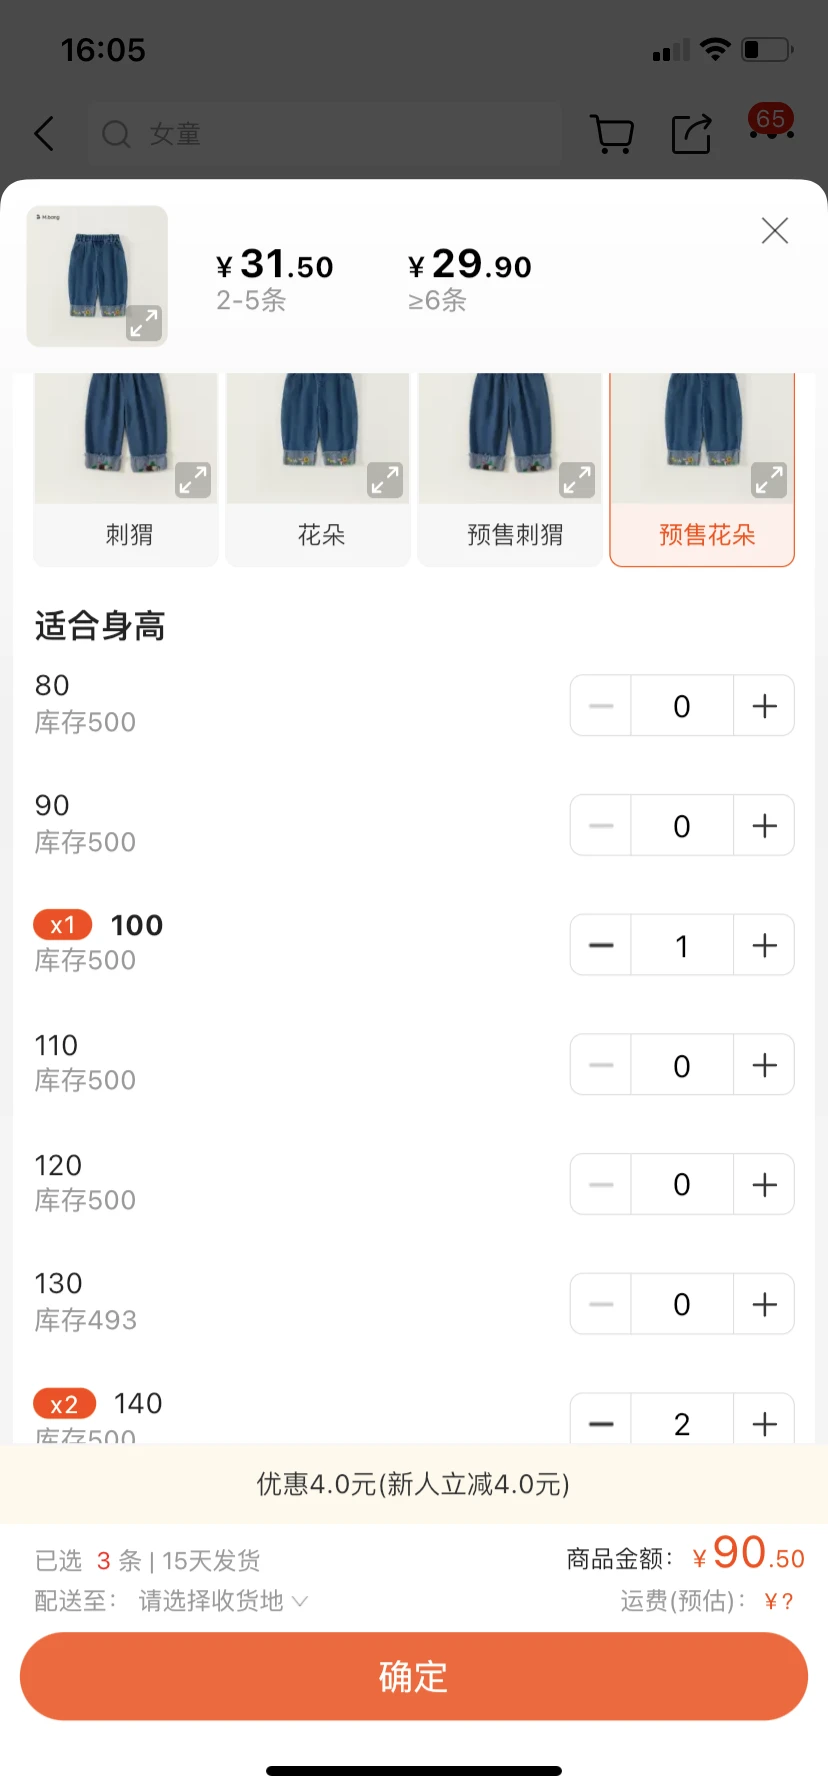 16:05
女童
65
¥31.50
2-5条
¥29.90
≥6条
刺猬
花朵
预售刺猬
预售花朵
适合身高
80
库存500
0
90
库存500
0
x1 100
库存500
1
110
库存500
0
120
库存500
0
130
库存493
0
x2 140
库存500
2
优惠4.0元(新人立减4.0元)
已选 3 条 | 15天发货
商品金额: ¥90.50
配送至: 请选择收货地
运费(预估): ¥?
确定